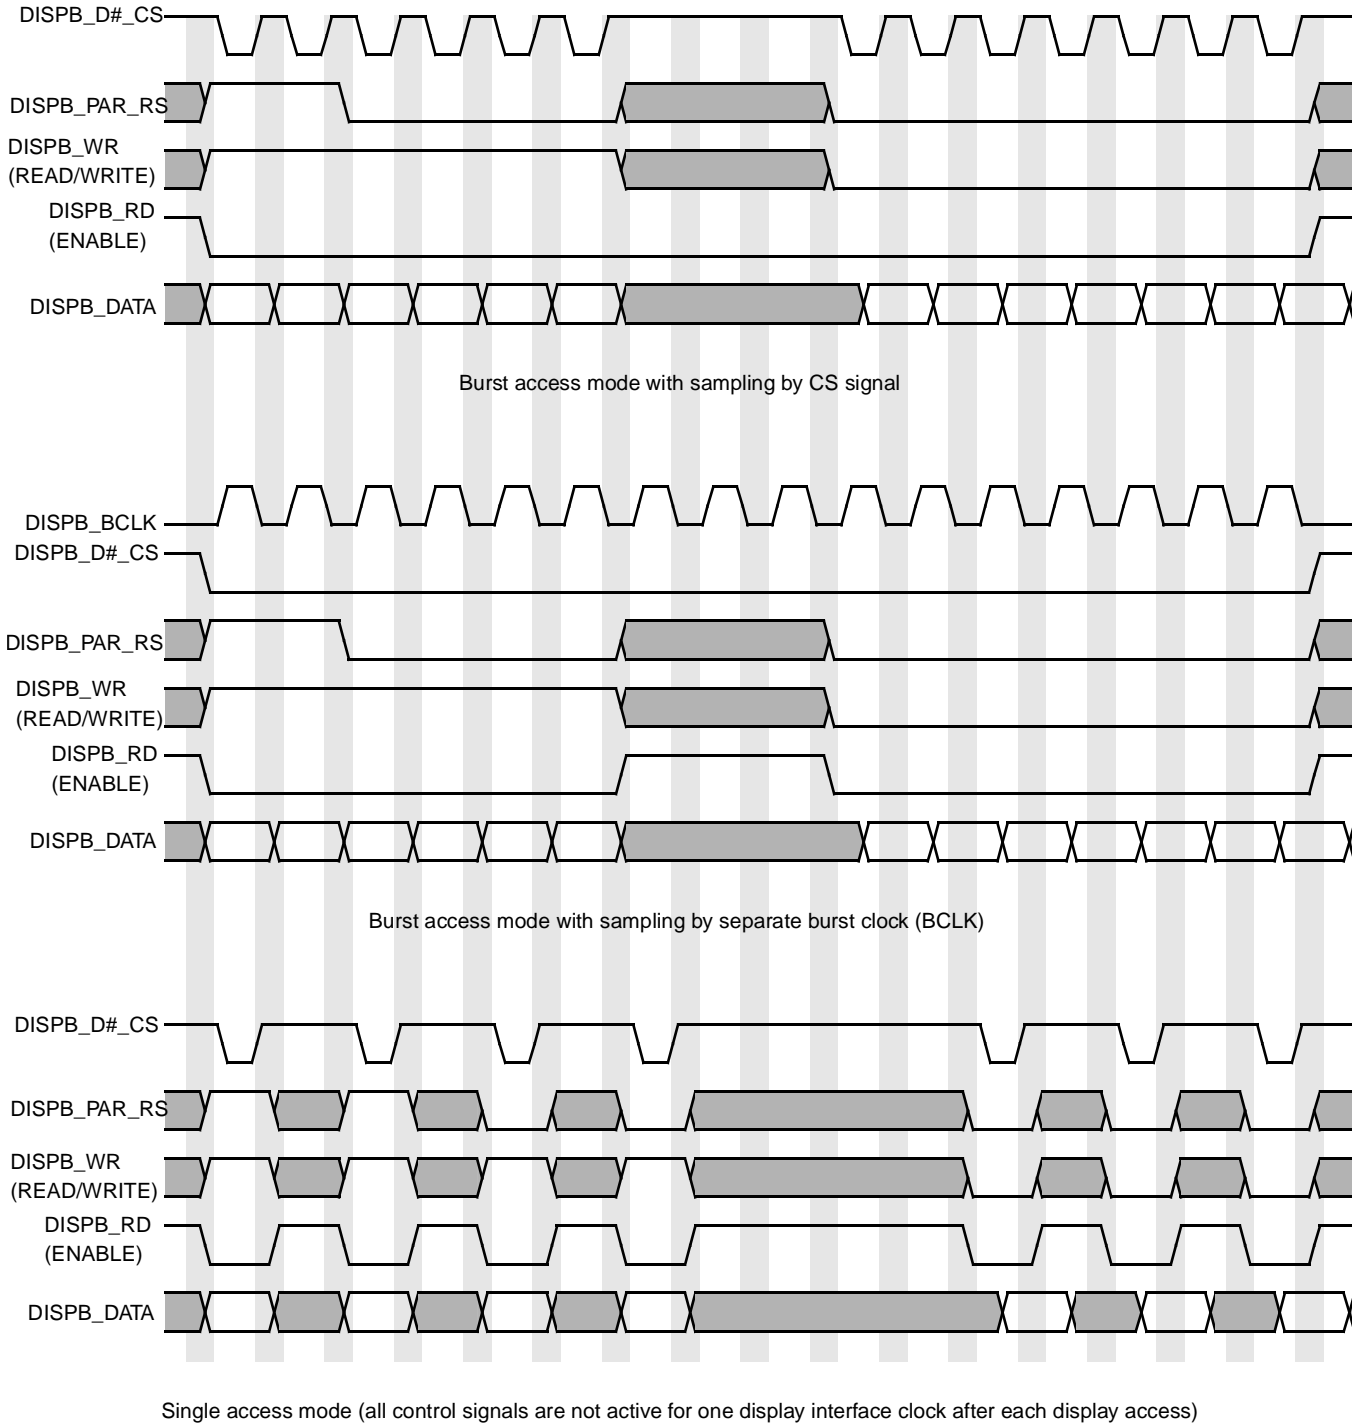 DISPB_D#_CS
DISPB_PAR_RS
DISPB_WR
(READ/WRITE)
DISPB_RD
(ENABLE)
DISPB_DATA
Burst access mode with sampling by CS signal
DISPB_BCLK
DISPB_D#_CS
DISPB_PAR_RS
DISPB_WR
(READ/WRITE)
DISPB_RD
(ENABLE)
DISPB_DATA
Burst access mode with sampling by separate burst clock (BCLK)
DISPB_D#_CS
DISPB_PAR_RS
DISPB_WR
(READ/WRITE)
DISPB_RD
(ENABLE)
DISPB_DATA
Single access mode (all control signals are not active for one display interface clock after each display access)